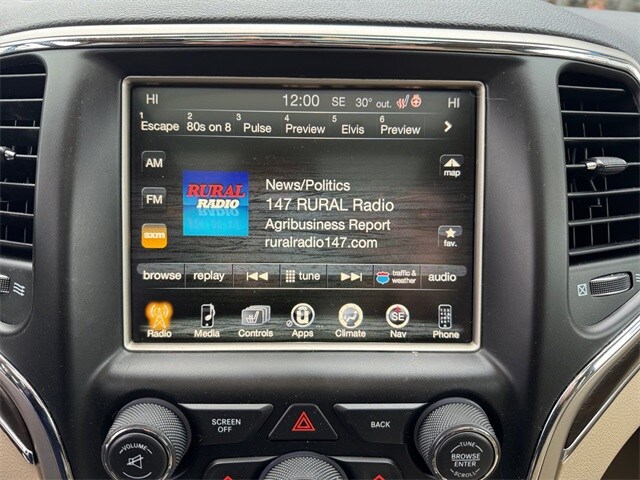 HI 12:00 SE 30° out. HI
1 Escape 2 80s on 8 3 Pulse 4 Preview 5 Elvis 6 Preview
AM
FM
sxm
RURAL
RADIO
News/Politics
147 RURAL Radio
Agribusiness Report
ruralradio147.com
map
fav.
browse replay tune traffic & weather audio
Radio Media Controls Apps Climate SE Nav Phone
VOLUME
SCREEN OFF
BACK
TUNE
BROWSE
ENTER
SCROLL